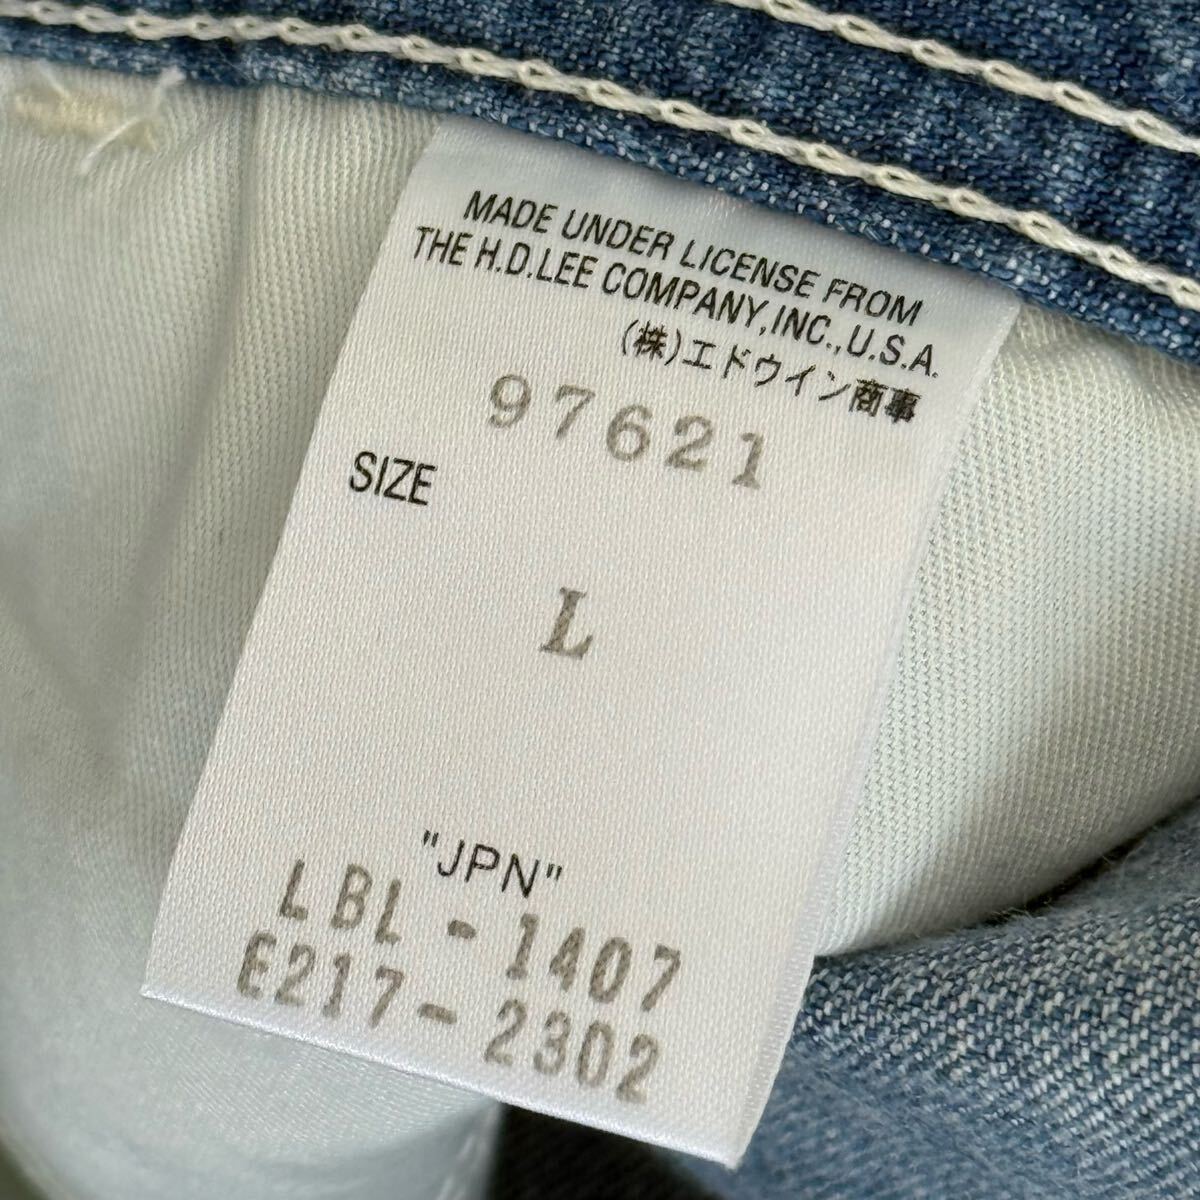 MADE UNDER LICENSE FROM
THE H.D.LEE COMPANY,INC.,U.S.A.
(株)エドウイン商事
97621
SIZE
L
"JPN"
LBL-1407
E217-2302